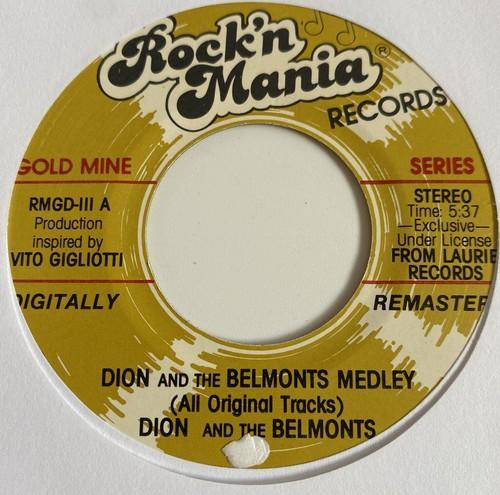 Rock'n
Mania®
RECORDS
GOLD MINE
SERIES
RMGD-III A
Production
inspired by
VITO GIGLIOTTI
STEREO
Time: 5:37
—Exclusive—
Under License
FROM LAURIE
RECORDS
DIGITALLY
REMASTER
DION AND THE BELMONTS MEDLEY
(All Original Tracks)
DION AND THE BELMONTS